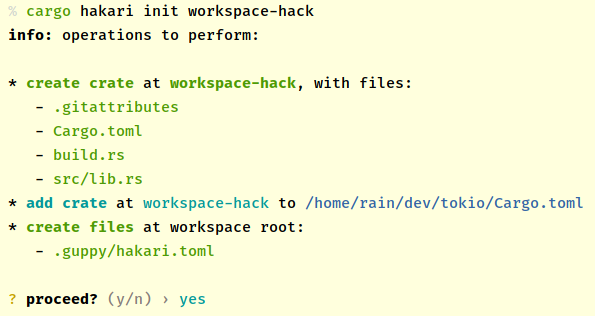 % cargo hakari init workspace-hack
info: operations to perform:
* create crate at workspace-hack, with files:
- .gitattributes
- Cargo.toml
- build.rs
- src/lib.rs
* add crate at workspace-hack to /home/rain/dev/tokio/Cargo.toml
* create files at workspace root:
- .guppy/hakari.toml
? proceed? (y/n) › yes